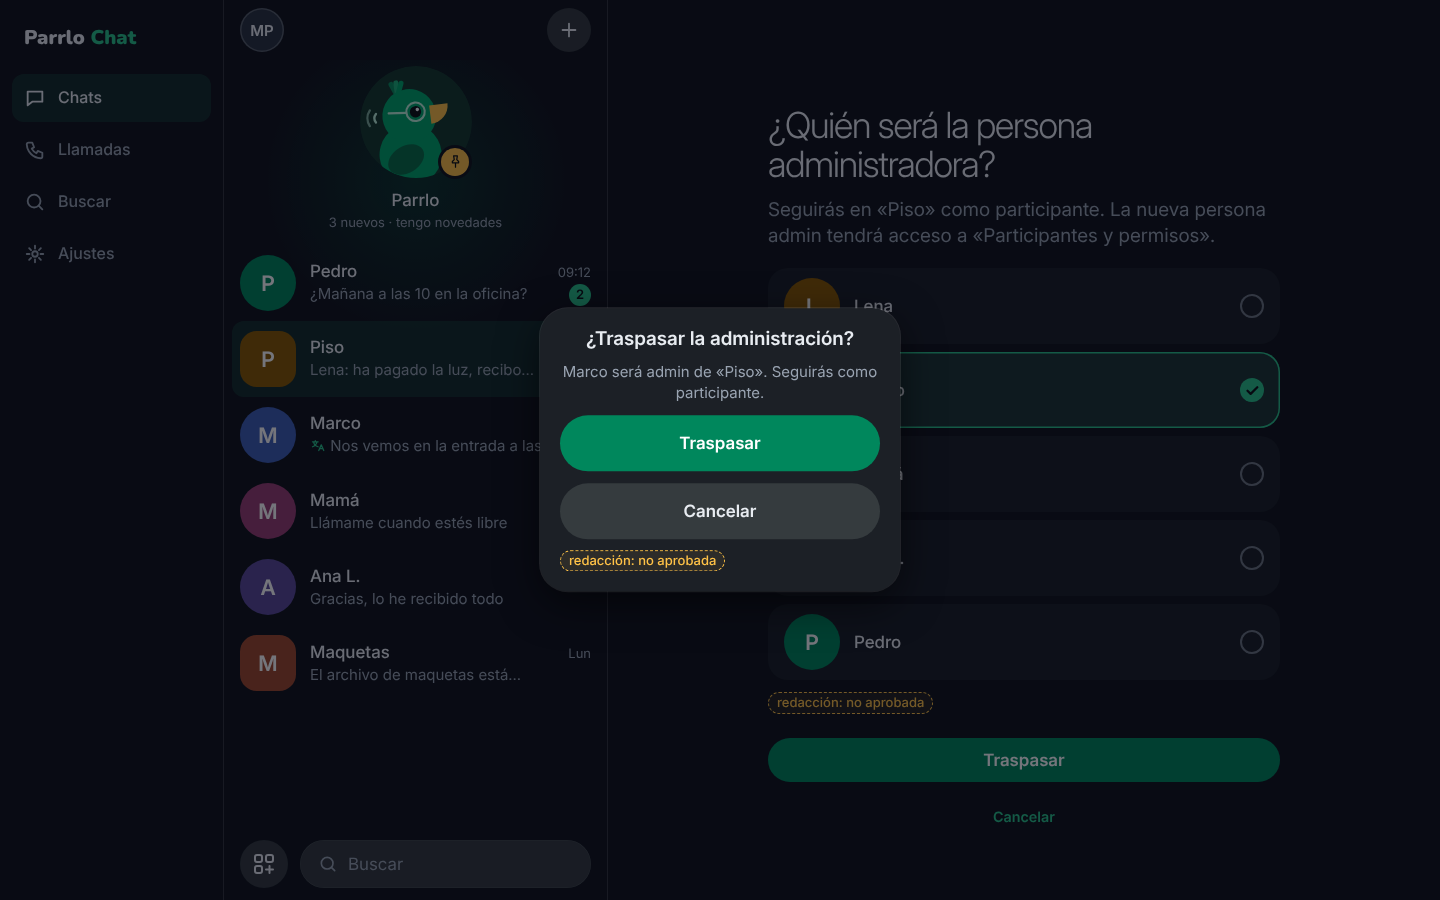 Parrlo Chat
Chats
Llamadas
Buscar
Ajustes
MP
Parrlo
3 nuevos · tengo novedades
P
Pedro
09:12
¿Mañana a las 10 en la oficina?
2
P
Piso
Lena: ha pagado la luz, recibo...
M
Marco
Nos vemos en la entrada a las
M
Mamá
Llámame cuando estés libre
A
Ana L.
Gracias, lo he recibido todo
M
Maquetas
Lun
El archivo de maquetas está...
Buscar
¿Quién será la persona
administradora?
Seguirás en «Piso» como participante. La nueva persona
admin tendrá acceso a «Participantes y permisos».
Lena
P
Pedro
redacción: no aprobada
Traspasar
Cancelar
¿Traspasar la administración?
Marco será admin de «Piso». Seguirás como
participante.
Traspasar
Cancelar
redacción: no aprobada